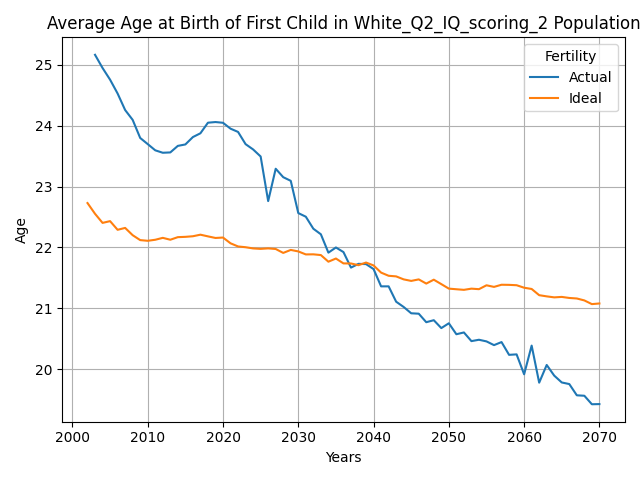 Average Age at Birth of First Child in White_Q2_IQ_scoring_2 Population
Fertility
Actual
Ideal
25
24
23
22
21
20
Age
2000 2010 2020 2030 2040 2050 2060 2070
Years